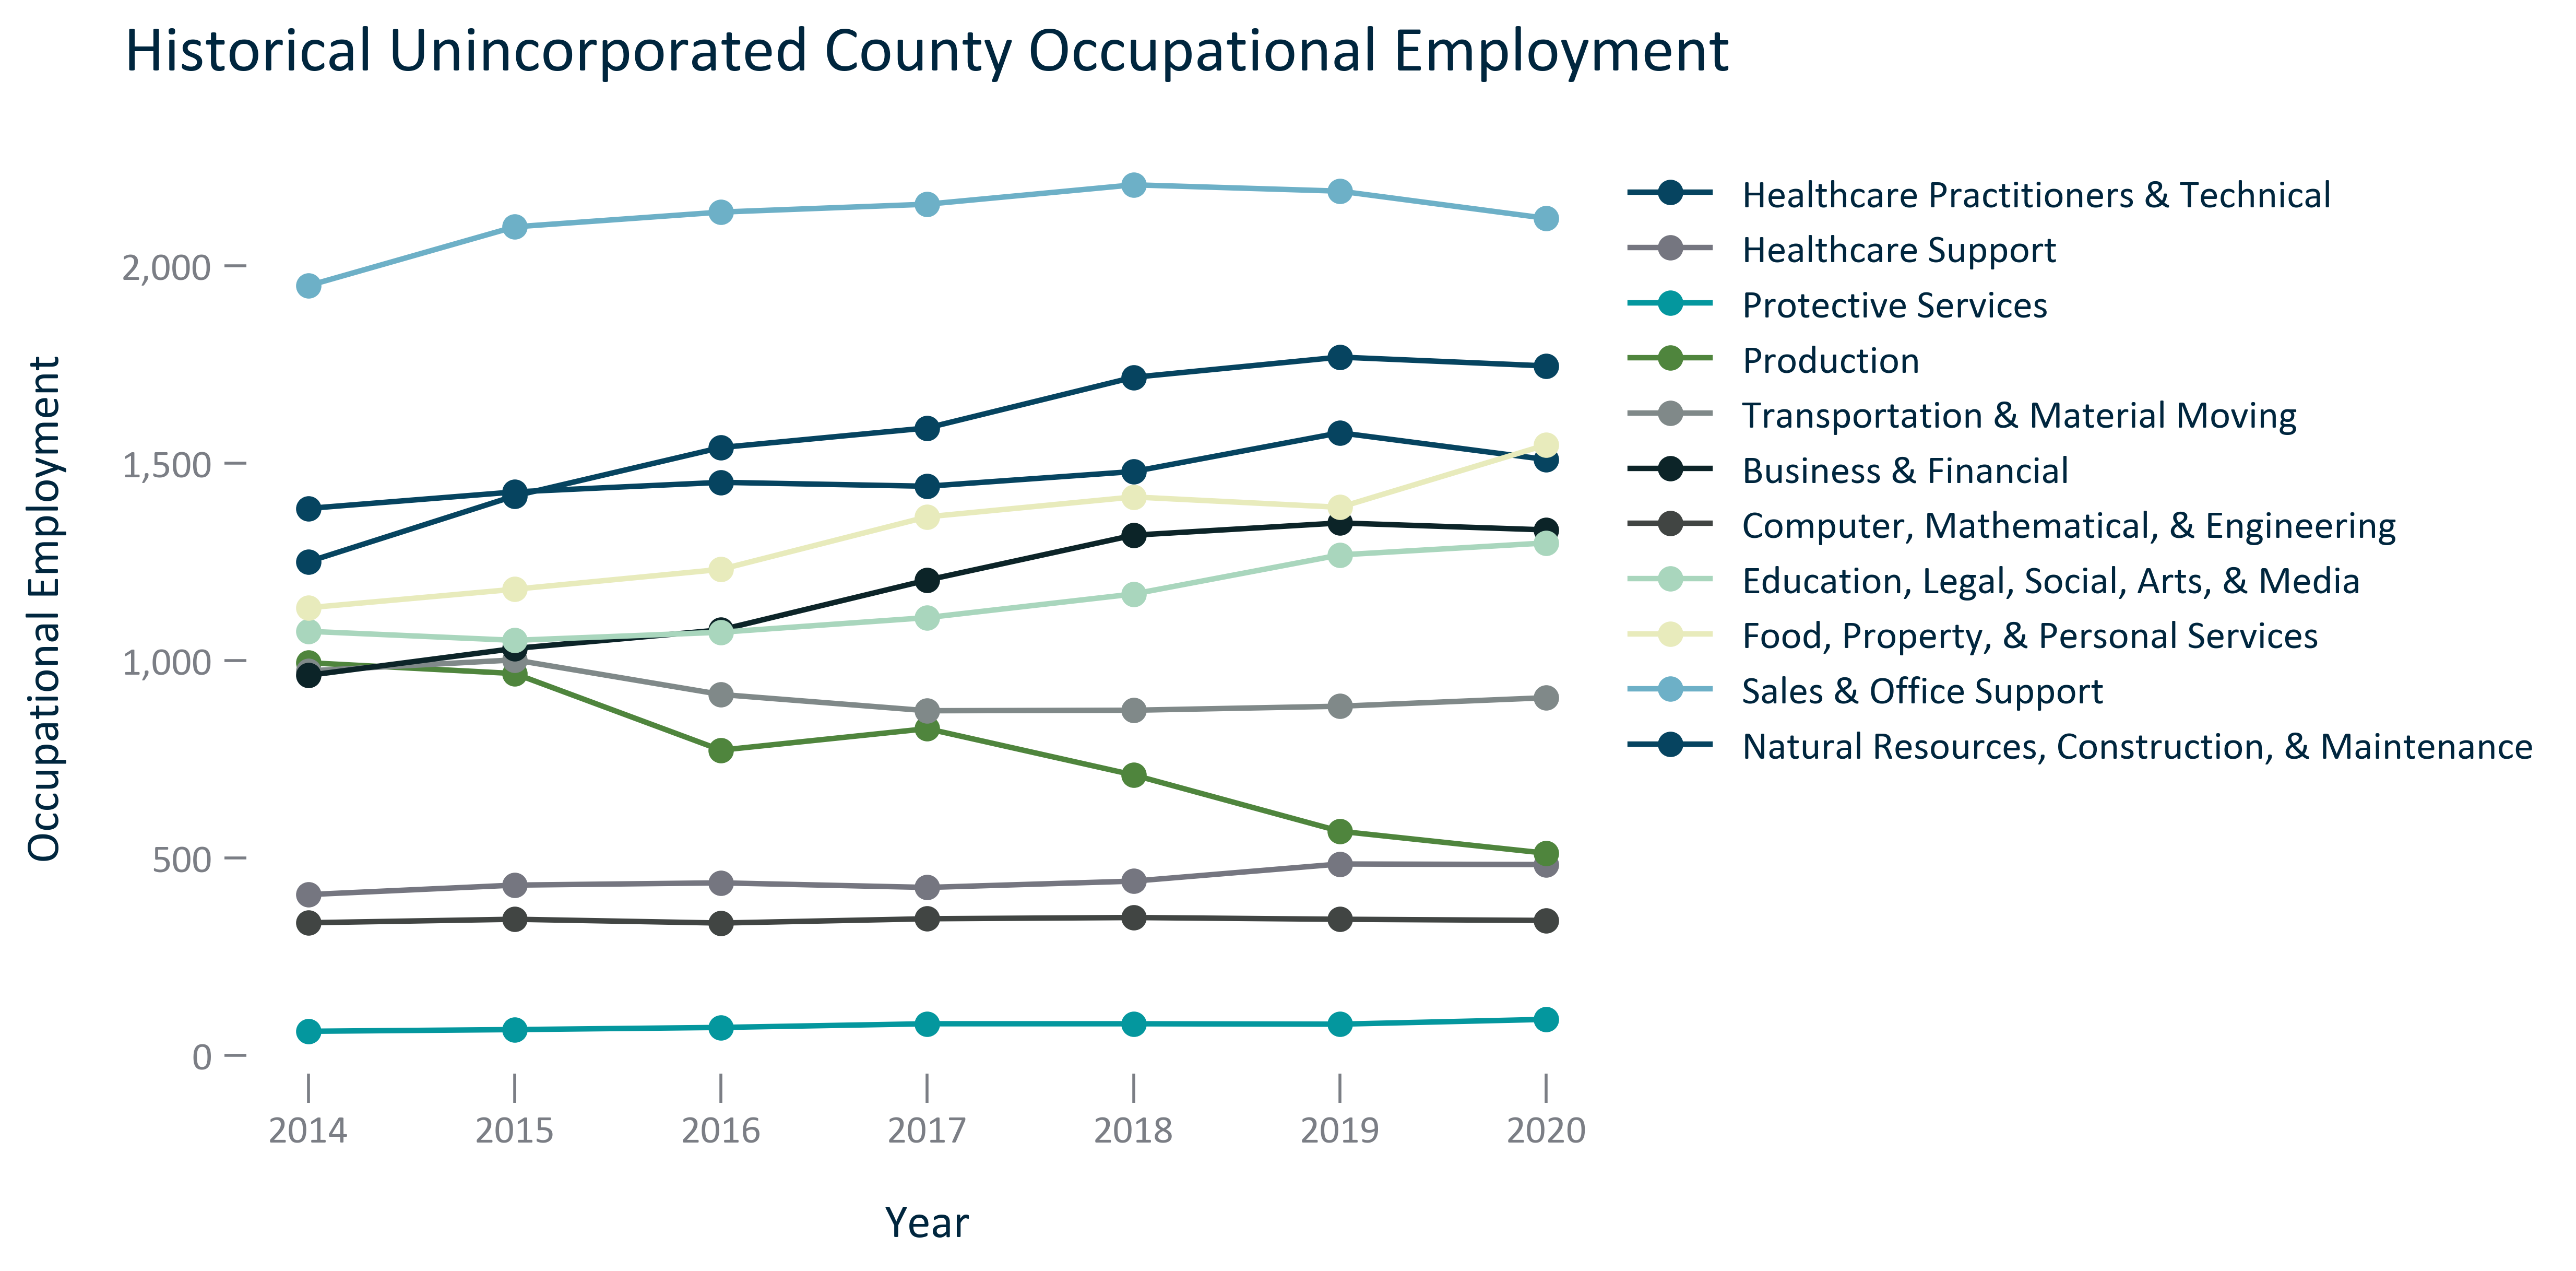 Historical Unincorporated County Occupational Employment
Occupational Employment
2,000
1,500
1,000
500
0
2014 2015 2016 2017 2018 2019 2020
Year
Healthcare Practitioners & Technical
Healthcare Support
Protective Services
Production
Transportation & Material Moving
Business & Financial
Computer, Mathematical, & Engineering
Education, Legal, Social, Arts, & Media
Food, Property, & Personal Services
Sales & Office Support
Natural Resources, Construction, & Maintenance